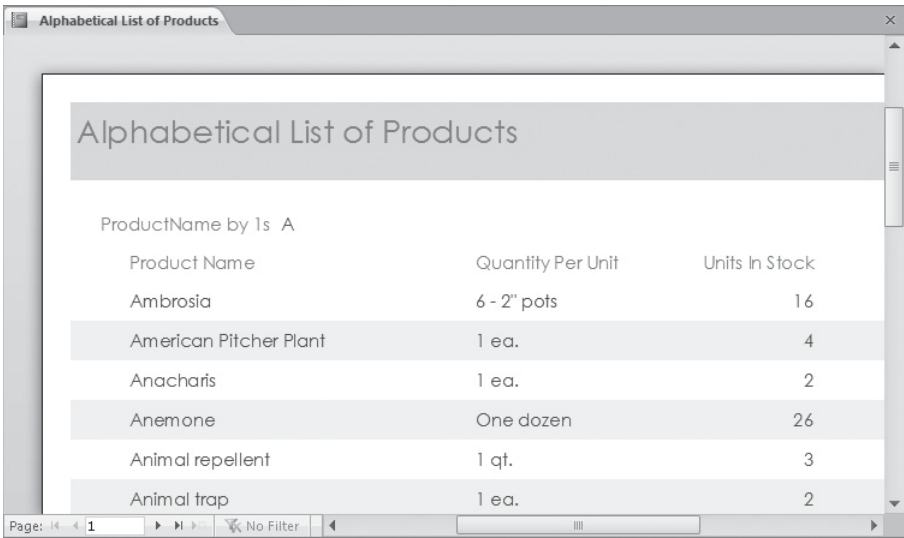 Alphabetical List of Products
Alphabetical List of Products
ProductName by 1s A
Product Name Quantity Per Unit Units In Stock
Ambrosia 6 - 2" pots 16
American Pitcher Plant 1 ea. 4
Anacharis 1 ea. 2
Anemone One dozen 26
Animal repellent 1 qt. 3
Animal trap 1 ea. 2
Page: 1 No Filter